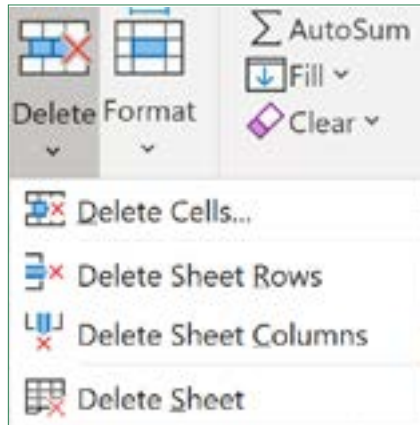 AutoSum
Fill
Clear
Delete Format
Delete Cells...
Delete Sheet Rows
Delete Sheet Columns
Delete Sheet